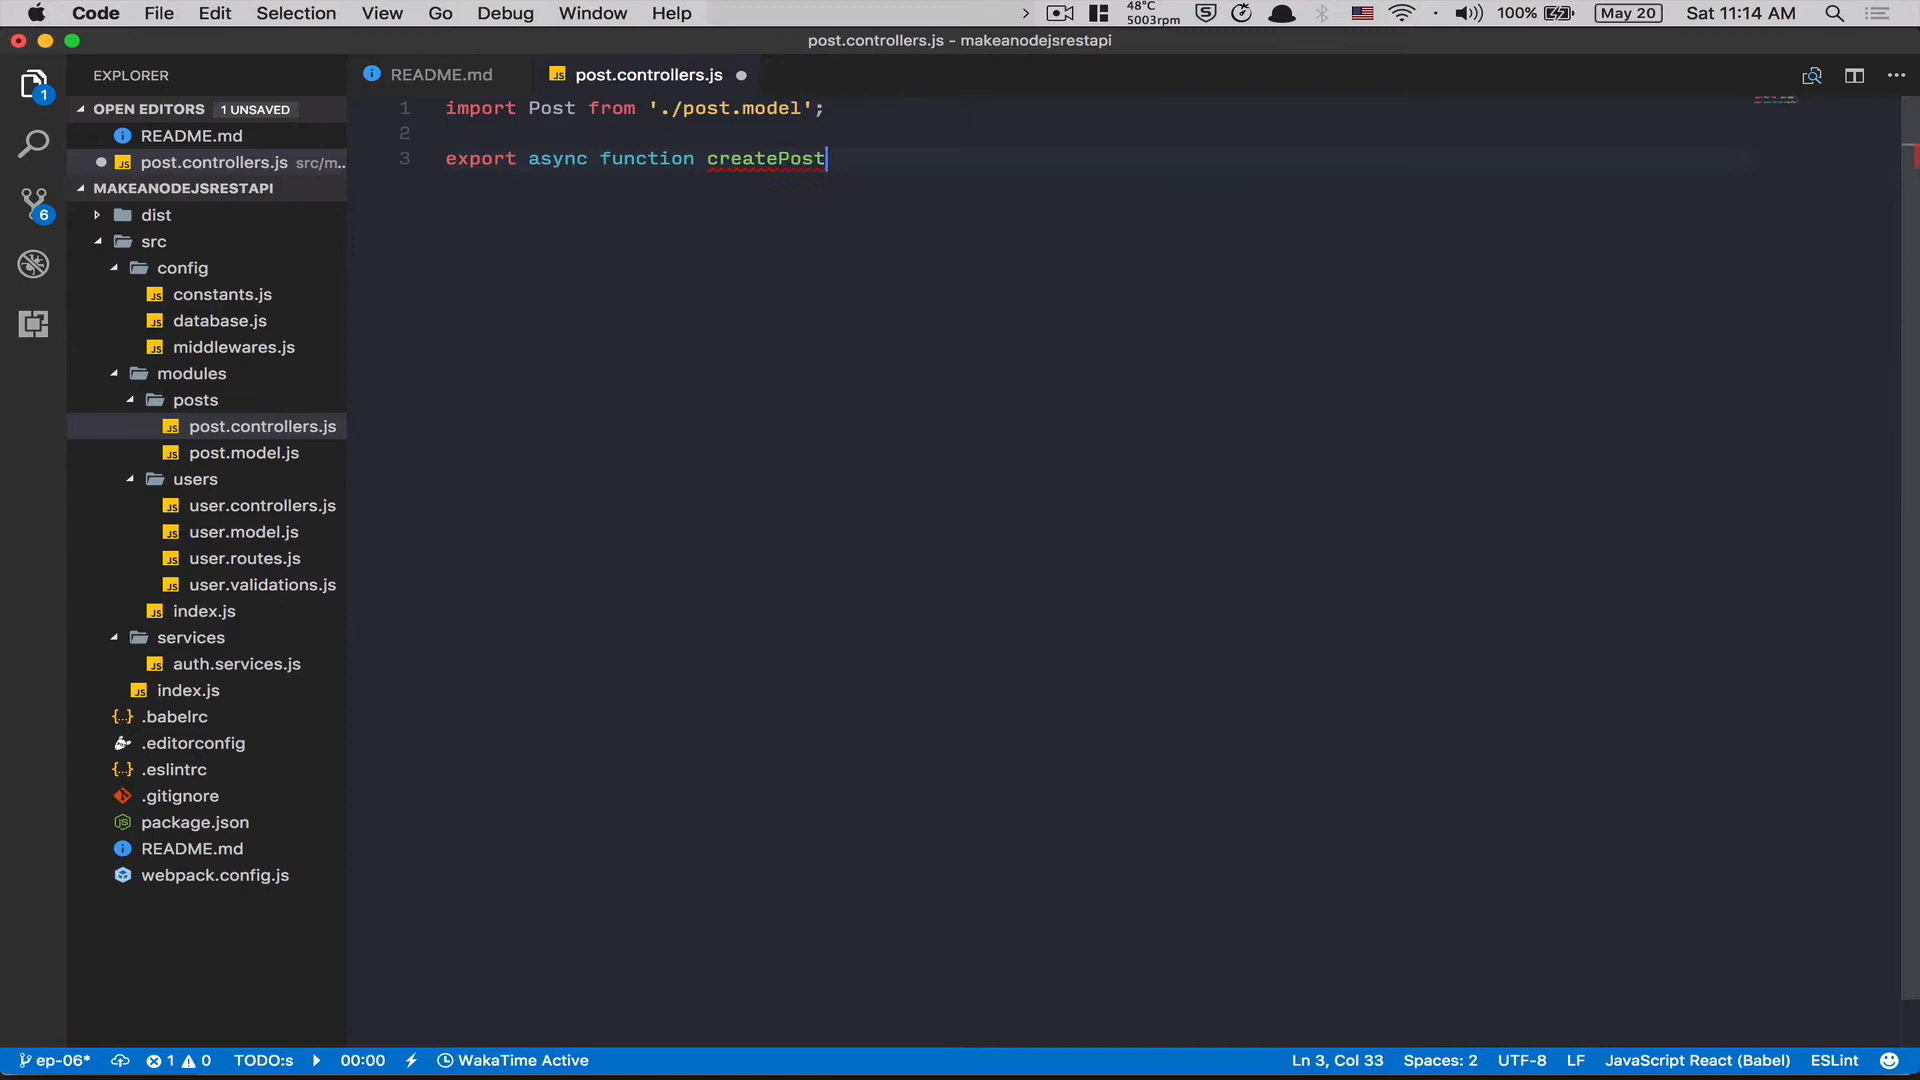 Code File Edit Selection View Go Debug Window Help
48°C
5003rpm
100% May 20 Sat 11:14 AM
post.controllers.js - makeanodejsrestapi
EXPLORER
README.md
post.controllers.js
OPEN EDITORS 1 UNSAVED
README.md
post.controllers.js src/m...
MAKEANODEJSRESTAPI
dist
src
config
constants.js
database.js
middlewares.js
modules
posts
post.controllers.js
post.model.js
users
user.controllers.js
user.model.js
user.routes.js
user.validations.js
index.js
services
auth.services.js
index.js
.babelrc
.editorconfig
.eslintrc
.gitignore
package.json
README.md
webpack.config.js
1
6
1 import Post from './post.model';
2
3 export async function createPost
ep-06* 1 0 TODO:s 00:00 WakaTime Active
Ln 3, Col 33 Spaces: 2 UTF-8 LF JavaScript React (Babel) ESLint